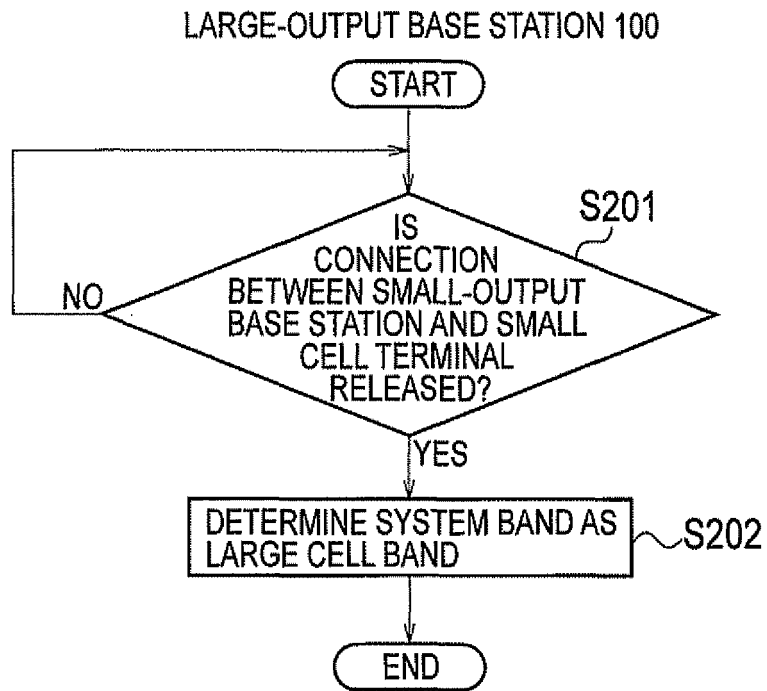 LARGE-OUTPUT BASE STATION 100
START
S201
IS
CONNECTION
BETWEEN SMALL-OUTPUT
BASE STATION AND SMALL
CELL TERMINAL
RELEASED?
NO
YES
DETERMINE SYSTEM BAND AS
LARGE CELL BAND
S202
END